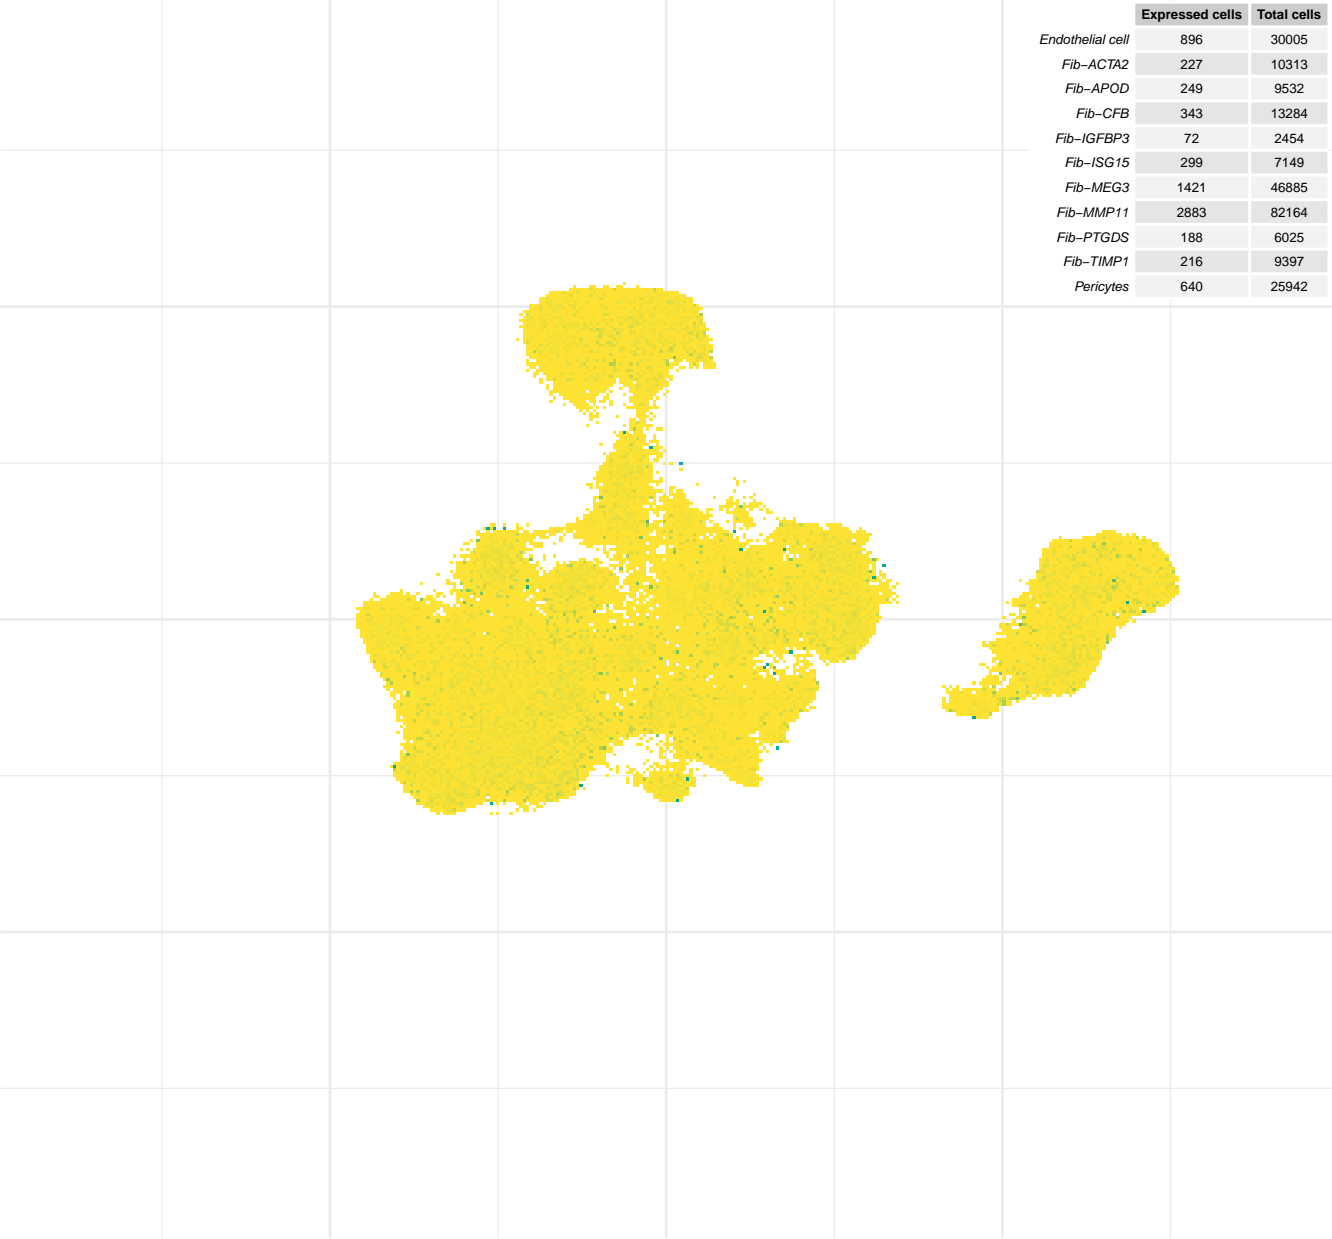 Expressed cells Total cells
Endothelial cell 896 30005
Fib−ACTA2 227 10313
Fib−APOD 249 9532
Fib−CFB 343 13284
Fib−IGFBP3 72 2454
Fib−ISG15 299 7149
Fib−MEG3 1421 46885
Fib−MMP11 2883 82164
Fib−PTGDS 188 6025
Fib−TIMP1 216 9397
Pericytes 640 25942